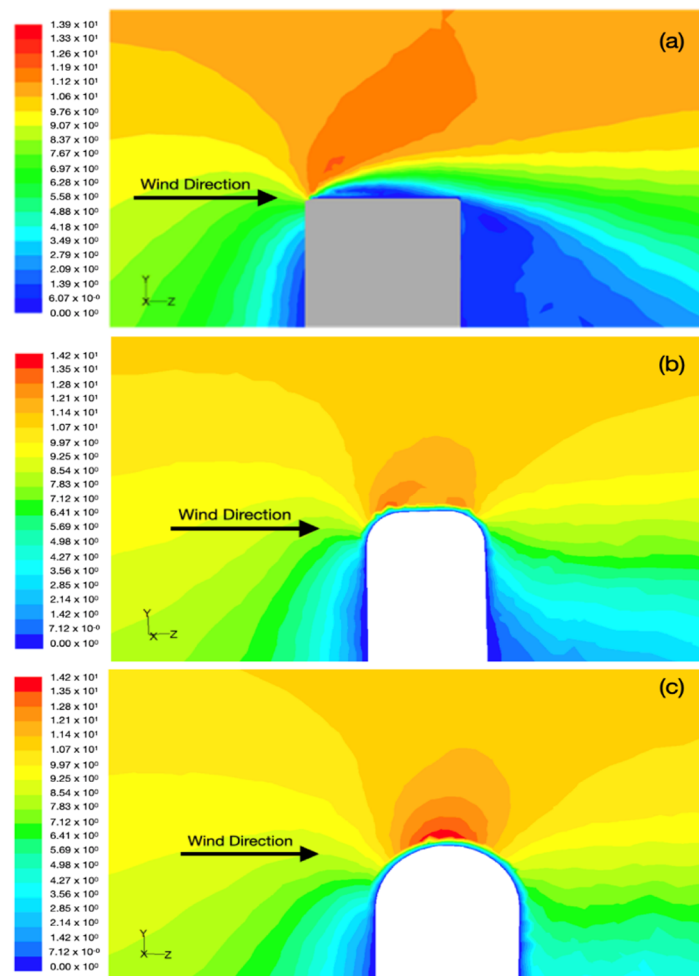 1.39 x 10¹
1.33 x 10¹
1.26 x 10¹
1.19 x 10¹
1.12 x 10¹
1.06 x 10¹
9.76 x 10⁰
9.07 x 10⁰
8.37 x 10⁰
7.67 x 10⁰
6.97 x 10⁰
6.28 x 10⁰
5.58 x 10⁰
4.88 x 10⁰
4.18 x 10⁰
3.49 x 10⁰
2.79 x 10⁰
2.09 x 10⁰
1.39 x 10⁰
6.07 x 10⁻⁰
0.00 x 10⁰
(a)
Wind Direction
Y
X Z
1.42 x 10¹
1.35 x 10¹
1.28 x 10¹
1.21 x 10¹
1.14 x 10¹
1.07 x 10¹
9.97 x 10⁰
9.25 x 10⁰
8.54 x 10⁰
7.83 x 10⁰
7.12 x 10⁰
6.41 x 10⁰
5.69 x 10⁰
4.98 x 10⁰
4.27 x 10⁰
3.56 x 10⁰
2.85 x 10⁰
2.14 x 10⁰
1.42 x 10⁰
7.12 x 10⁻⁰
0.00 x 10⁰
(b)
Wind Direction
Y
X Z
1.42 x 10¹
1.35 x 10¹
1.28 x 10¹
1.21 x 10¹
1.14 x 10¹
1.07 x 10¹
9.97 x 10⁰
9.25 x 10⁰
8.54 x 10⁰
7.83 x 10⁰
7.12 x 10⁰
6.41 x 10⁰
5.69 x 10⁰
4.98 x 10⁰
4.27 x 10⁰
3.56 x 10⁰
2.85 x 10⁰
2.14 x 10⁰
1.42 x 10⁰
7.12 x 10⁻⁰
0.00 x 10⁰
(c)
Wind Direction
Y
X Z